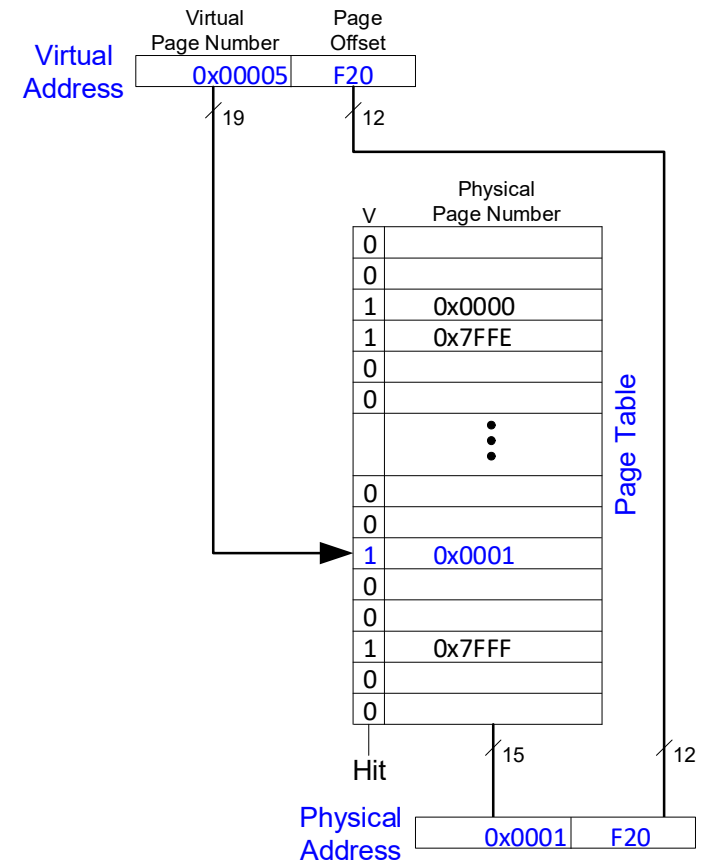 Virtual Page
Page Number Offset
Virtual
Address
0x00005 F20
19 12
Physical
V Page Number
0
0
1 0x0000
1 0x7FFE
0
0
0
0
1 0x0001
0
0
1 0x7FFF
0
0
Page Table
Hit
15 12
Physical
Address
0x0001 F20